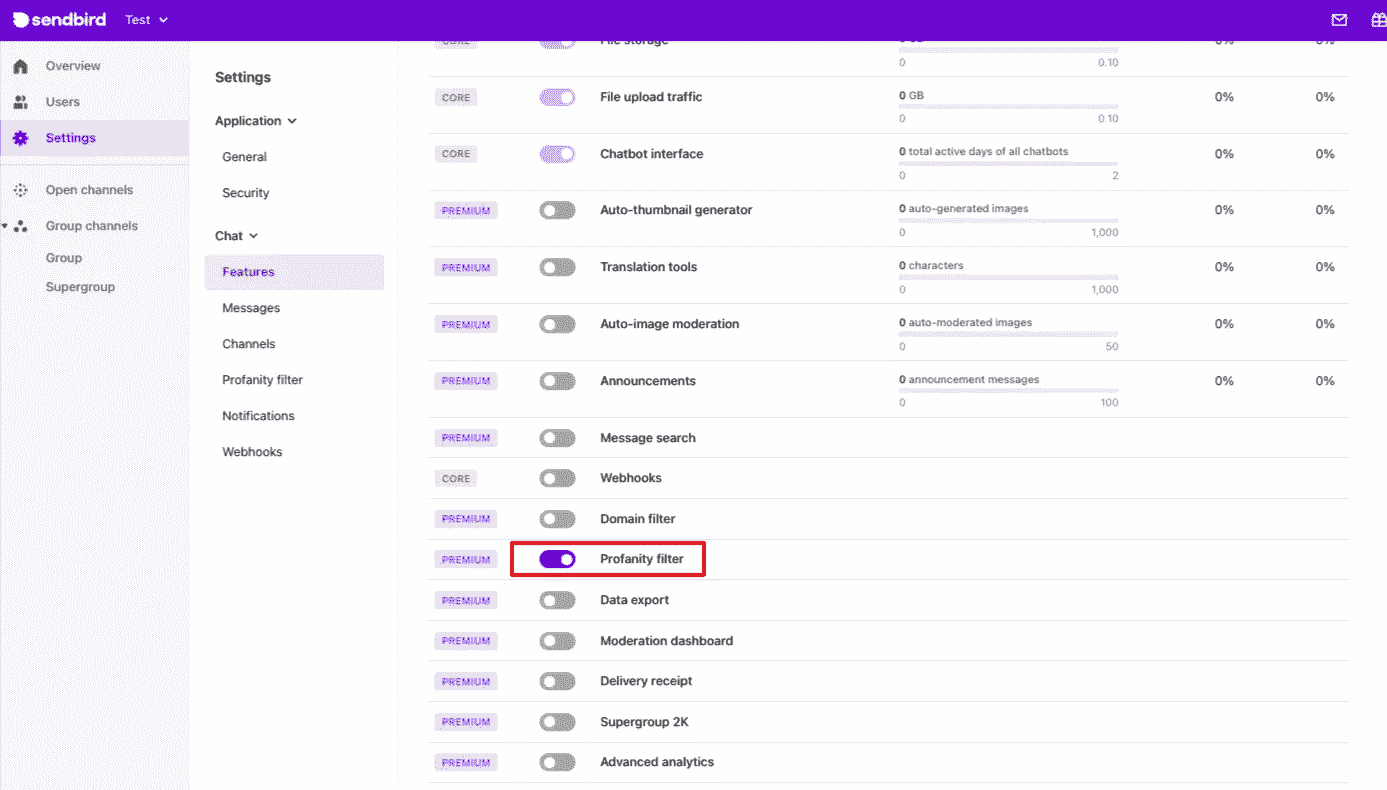 sendbird Test
Overview
Users
Settings
Open channels
Group channels
Group
Supergroup
Settings
Application
General
Security
Chat
Features
Messages
Channels
Profanity filter
Notifications
Webhooks
CORE File storage 0% 0%
0 0.10
CORE File upload traffic 0 GB 0% 0%
0 0.10
CORE Chatbot interface 0 total active days of all chatbots 0% 0%
0 2
PREMIUM Auto-thumbnail generator 0 auto-generated images 0% 0%
0 1,000
PREMIUM Translation tools 0 characters 0% 0%
0 1,000
PREMIUM Auto-image moderation 0 auto-moderated images 0% 0%
0 50
PREMIUM Announcements 0 announcement messages 0% 0%
0 100
PREMIUM Message search
CORE Webhooks
PREMIUM Domain filter
PREMIUM Profanity filter
PREMIUM Data export
PREMIUM Moderation dashboard
PREMIUM Delivery receipt
PREMIUM Supergroup 2K
PREMIUM Advanced analytics